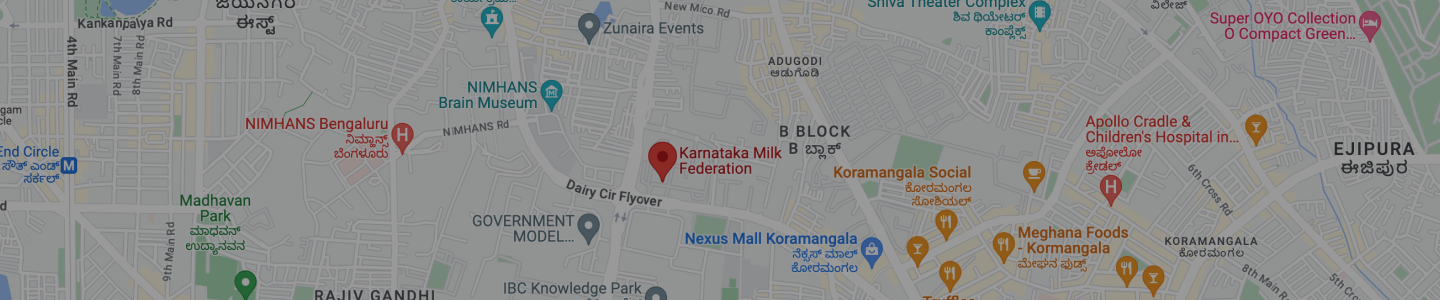 ಜಯನಗರ
ಈಸ್ಟ್
Kankanpalya Rd
4th Main Rd
7th Main Rd
8th Main Rd
New Mico Rd
Zunaira Events
Shiva Theater Complex
ಶಿವ ಥಿಯೇಟರ್
ಕಾಂಪ್ಲೆಕ್ಸ್
ವಿಲೇಜ್
Super OYO Collection
O Compact Green...
ADUGODI
ಆಡುಗೊಡಿ
NIMHANS
Brain Museum
NIMHANS Bengaluru
ನಿಮ್ಹಾನ್ಸ್
ಬೆಂಗಳೂರು
NIMHANS Rd
B BLOCK
B ಬ್ಲಾಕ್
Karnataka Milk
Federation
Apollo Cradle &
Children's Hospital in...
ಅಪೋಲೋ
ಕ್ರೇಡಲ್
EJIPURA
ಈಜಿಪುರ
End Circle
ಸೌತ್ ಎಂಡ್
ಸರ್ಕಲ್
Koramangala Social
ಕೋರಮಂಗಲ
ಸೋಶಿಯಲ್
Dairy Cir Flyover
6th Cross Rd
Madhavan
Park
ಮಾಧವನ್
ಉದ್ಯಾನವನ
9th Main Rd
GOVERNMENT
MODEL...
Nexus Mall Koramangala
ನೆಕ್ಸಸ್ ಮಾಲ್
ಕೋರಮಂಗಲ
Meghana Foods
- Kormangala
ಮೇಘನ ಫುಡ್ಸ್
KORAMANGALA
ಕೋರಮಂಗಲ
8th Main Rd
IBC Knowledge Park
RAJIV GANDHI